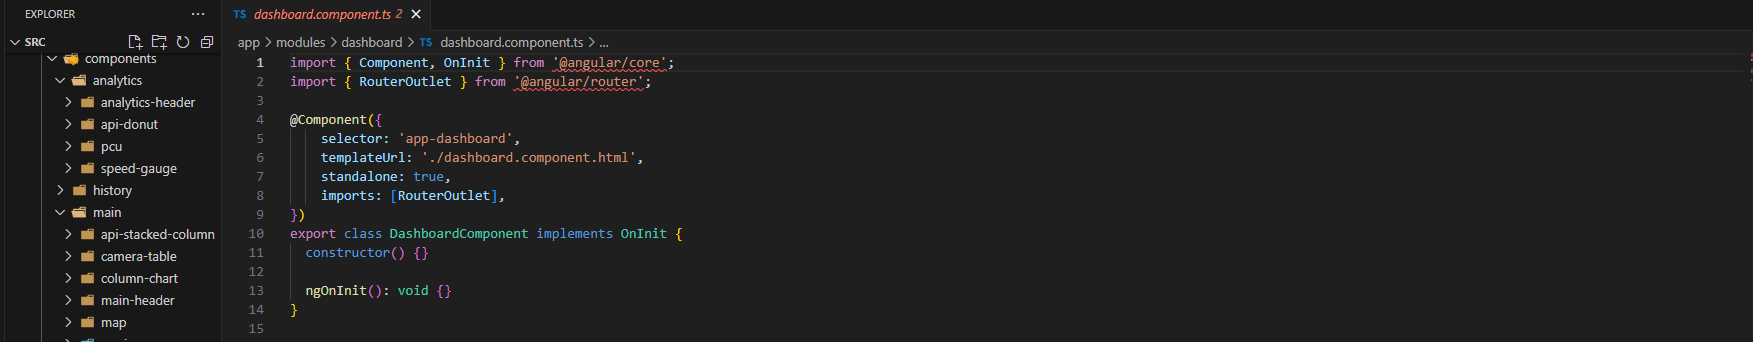 EXPLORER
SRC
components
analytics
analytics-header
api-donut
pcu
speed-gauge
history
main
api-stacked-column
camera-table
column-chart
main-header
map
TS dashboard.component.ts 2
app > modules > dashboard > TS dashboard.component.ts > ...
1 import { Component, OnInit } from '@angular/core';
2 import { RouterOutlet } from '@angular/router';
3
4 @Component({
5     selector: 'app-dashboard',
6     templateUrl: './dashboard.component.html',
7     standalone: true,
8     imports: [RouterOutlet],
9 })
10 export class DashboardComponent implements OnInit {
11   constructor() {}
12
13   ngOnInit(): void {}
14 }
15